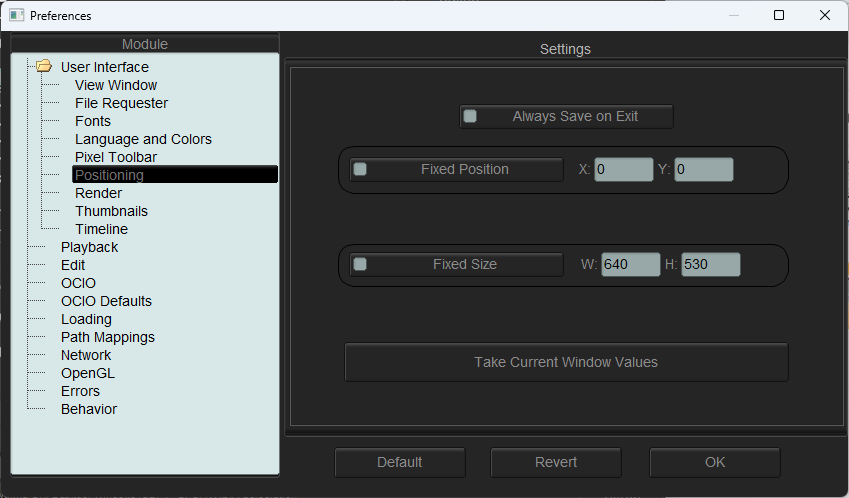 Preferences
Module
User Interface
View Window
File Requester
Fonts
Language and Colors
Pixel Toolbar
Positioning
Render
Thumbnails
Timeline
Playback
Edit
OCIO
OCIO Defaults
Loading
Path Mappings
Network
OpenGL
Errors
Behavior
Settings
Always Save on Exit
Fixed Position X: 0 Y: 0
Fixed Size W: 640 H: 530
Take Current Window Values
Default Revert OK